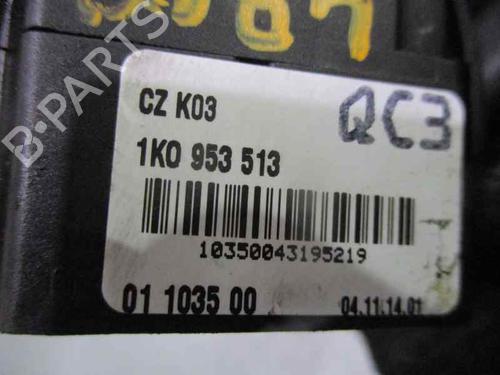 CZ K03
QC3
1K0 953 513
10350043195219
01 1035 00
04.11.14.01
B-PARTS